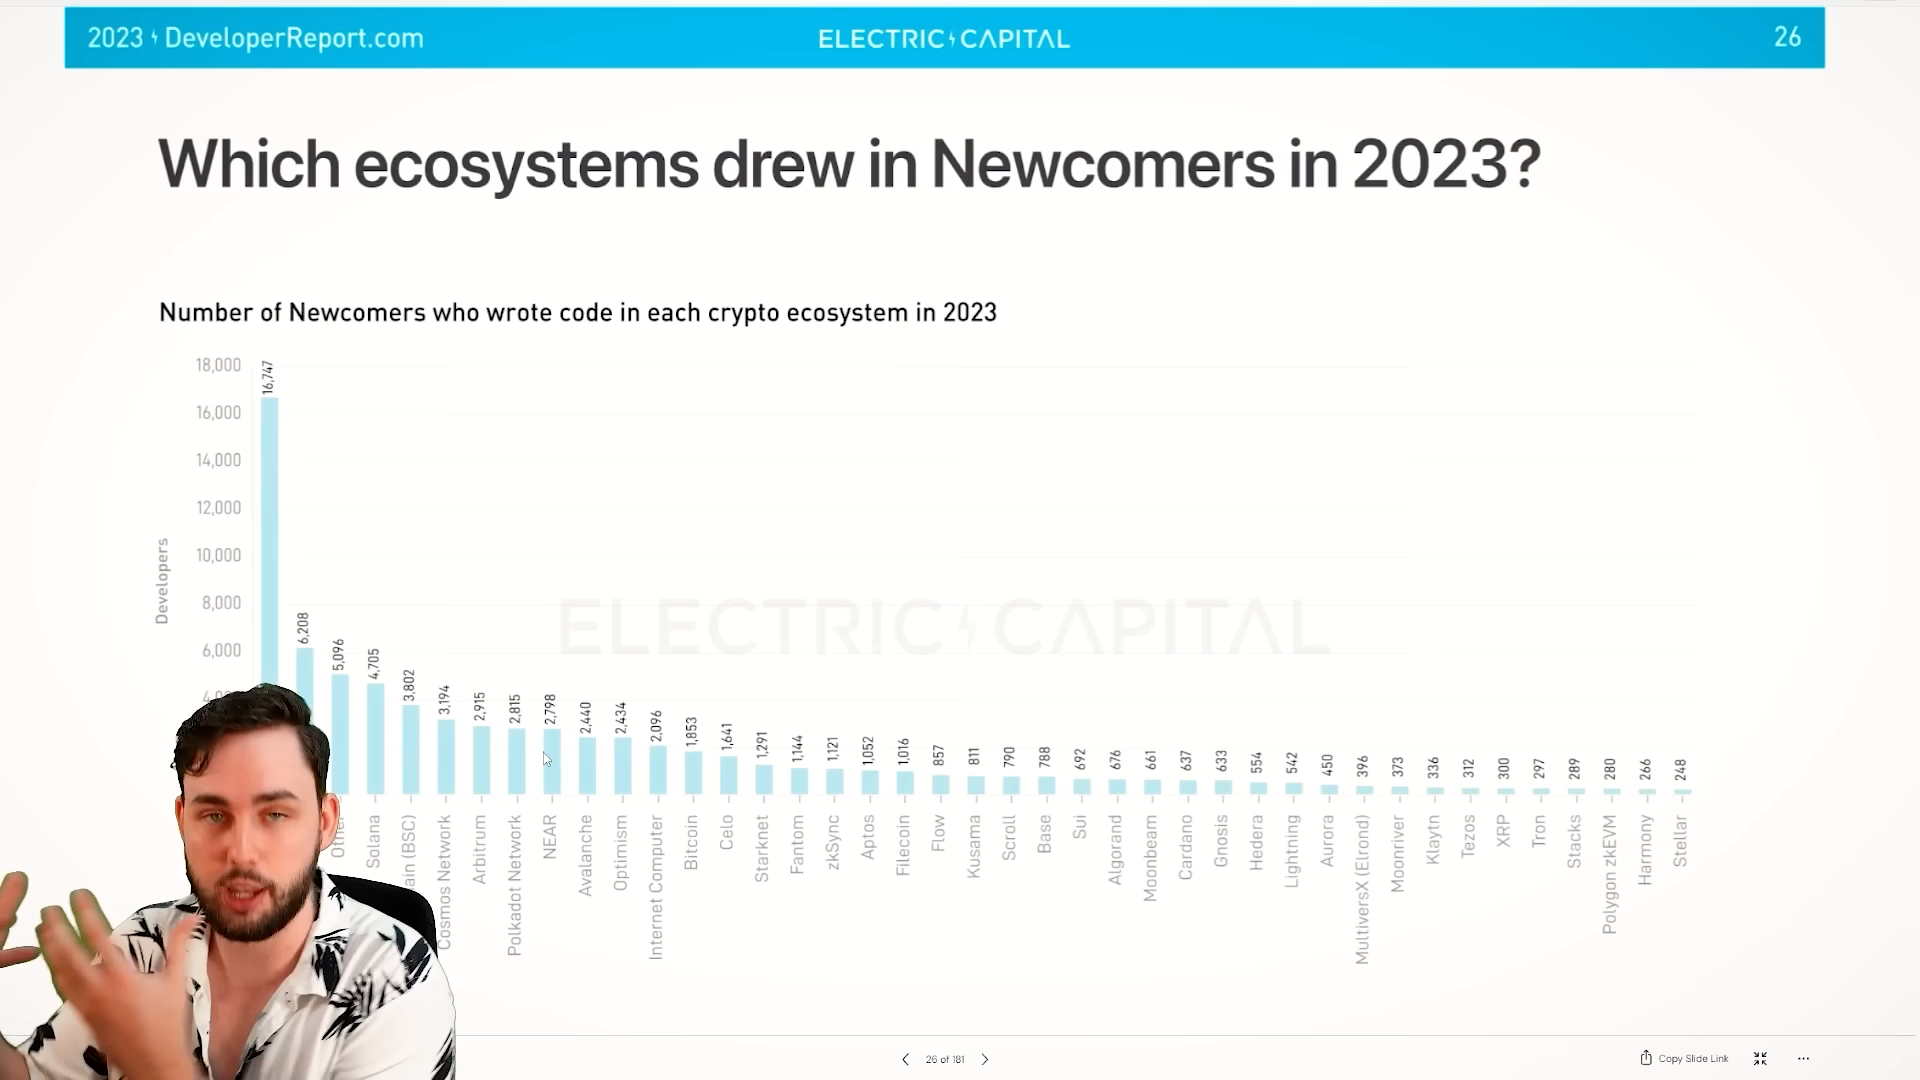 2023 DeveloperReport.com
ELECTRIC CAPITAL
26
Which ecosystems drew in Newcomers in 2023?
Number of Newcomers who wrote code in each crypto ecosystem in 2023
Developers
18,000
16,000
14,000
12,000
10,000
8,000
6,000
16,747
6,208
5,096
4,705
3,802
3,194
2,915
2,815
2,798
2,440
2,434
2,096
1,853
1,641
1,291
1,144
1,121
1,052
1,016
857
811
790
788
692
676
661
637
633
554
542
450
396
373
336
312
300
297
289
280
266
248
ELECTRIC CAPITAL
Other
Solana
ain (BSC)
Cosmos Network
Arbitrum
Polkadot Network
NEAR
Avalanche
Optimism
Internet Computer
Bitcoin
Celo
Starknet
Fantom
zkSync
Aptos
Filecoin
Flow
Kusama
Scroll
Base
Sui
Algorand
Moonbeam
Cardano
Gnosis
Hedera
Lightning
Aurora
MultiversX (Elrond)
Moonriver
Klaytn
Tezos
XRP
Tron
Stacks
Polygon zkEVM
Harmony
Stellar
26 of 181
Copy Slide Link